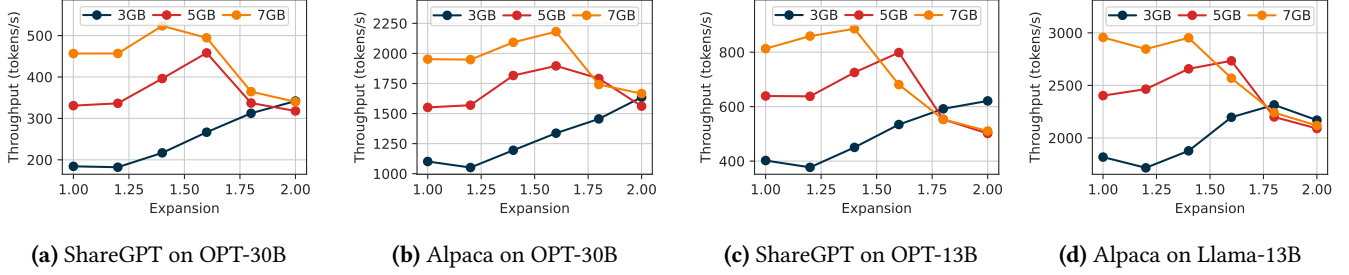 3GB 5GB 7GB
Throughput (tokens/s)
500
400
300
200
1.00 1.25 1.50 1.75 2.00
Expansion
(a) ShareGPT on OPT-30B
3GB 5GB 7GB
Throughput (tokens/s)
2250
2000
1750
1500
1250
1000
1.00 1.25 1.50 1.75 2.00
Expansion
(b) Alpaca on OPT-30B
3GB 5GB 7GB
Throughput (tokens/s)
800
600
400
1.00 1.25 1.50 1.75 2.00
Expansion
(c) ShareGPT on OPT-13B
3GB 5GB 7GB
Throughput (tokens/s)
3000
2500
2000
1.00 1.25 1.50 1.75 2.00
Expansion
(d) Alpaca on Llama-13B